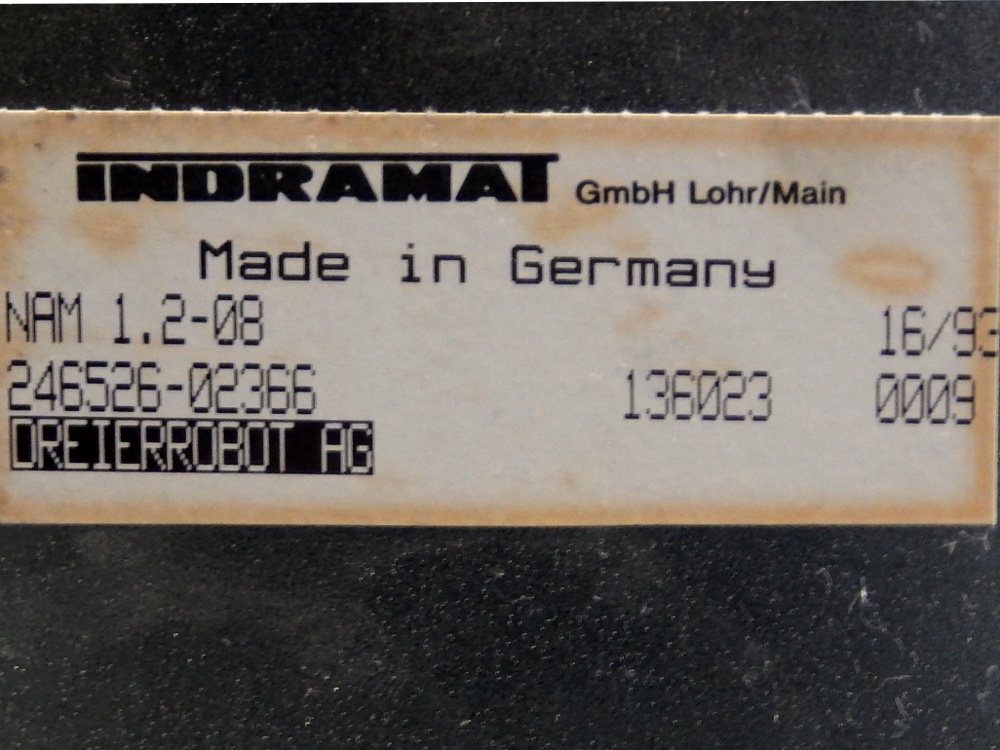 INDRAMAT GmbH Lohr/Main
Made in Germany
NAM 1.2-08 16/93
246526-02366 136023 0009
DREIERROBOT AG